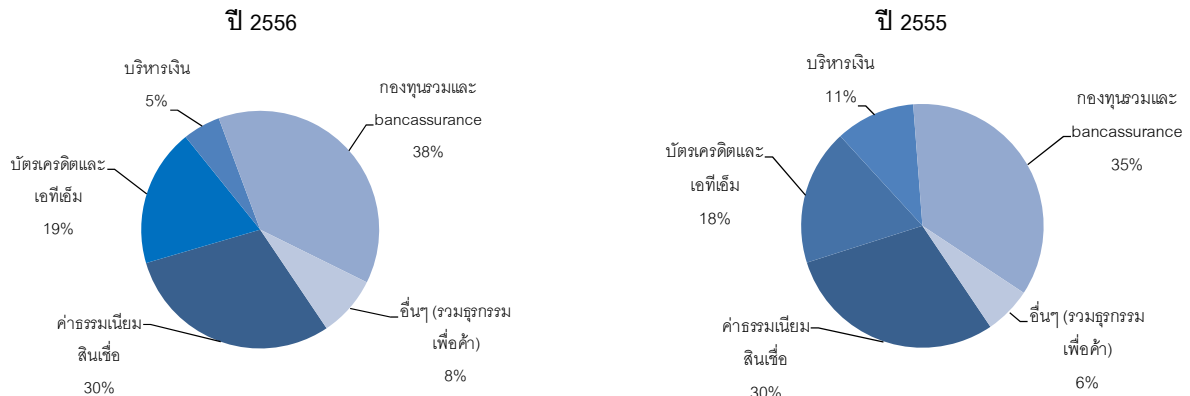 ปี 2556
บริหารเงิน
5%
กองทุนรวมและ
bancassurance
38%
บัตรเครดิตและ
เอทีเอ็ม
19%
ค่าธรรมเนียม
สินเชื่อ
30%
อื่นๆ (รวมธุรกรรม
เพื่อค้า)
8%
ปี 2555
บริหารเงิน
11%
กองทุนรวมและ
bancassurance
35%
บัตรเครดิตและ
เอทีเอ็ม
18%
ค่าธรรมเนียม
สินเชื่อ
30%
อื่นๆ (รวมธุรกรรม
เพื่อค้า)
6%